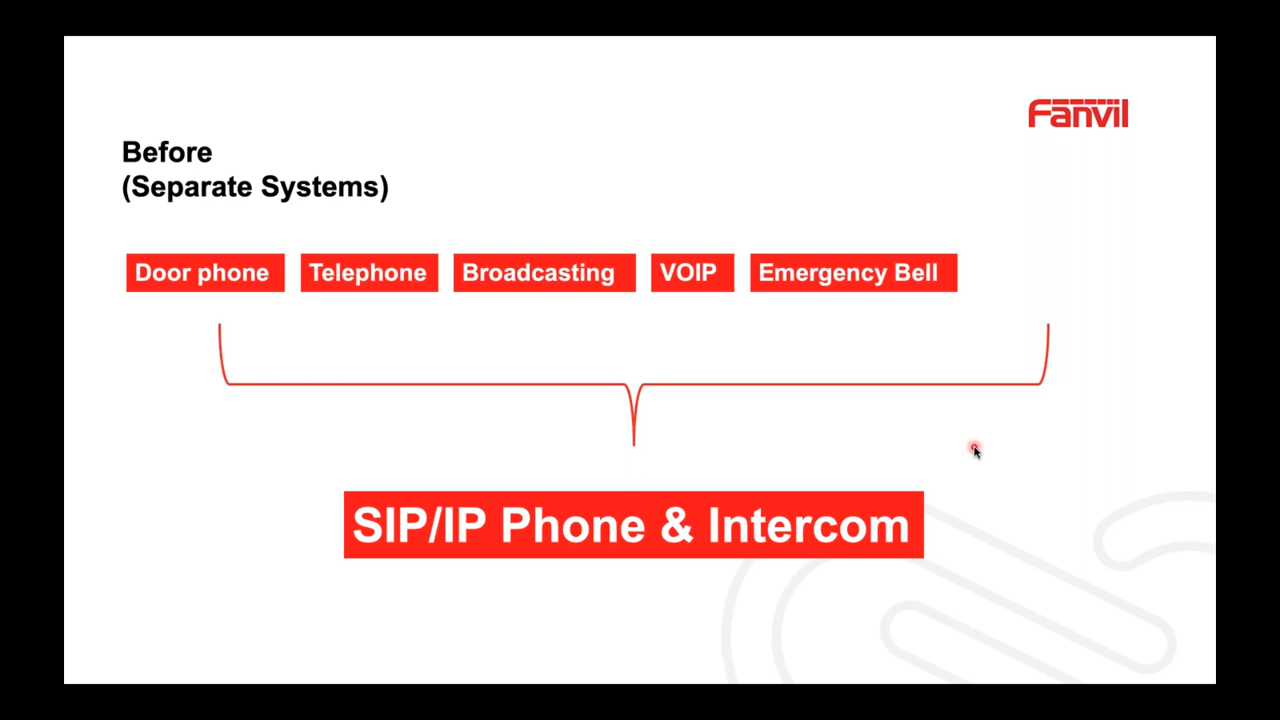 Fanvil
Before
(Separate Systems)
Door phone Telephone Broadcasting VOIP Emergency Bell
SIP/IP Phone & Intercom